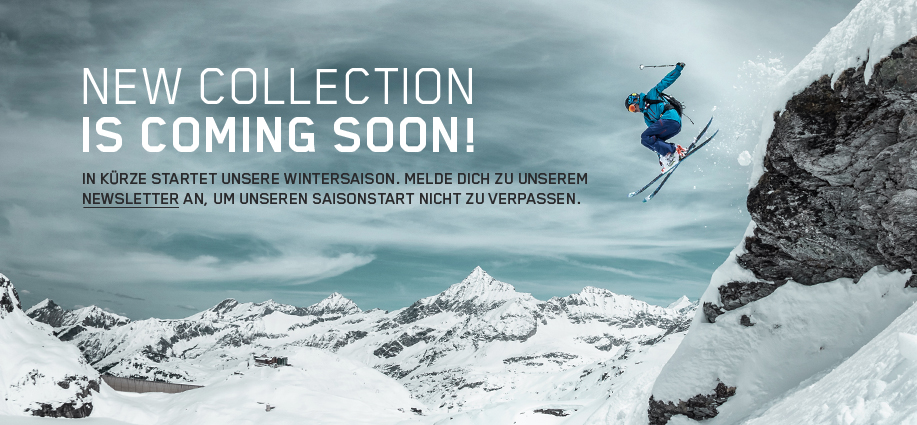 NEW COLLECTION
IS COMING SOON!
IN KÜRZE STARTET UNSERE WINTERSAISON. MELDE DICH ZU UNSEREM
NEWSLETTER AN, UM UNSEREN SAISONSTART NICHT ZU VERPASSEN.